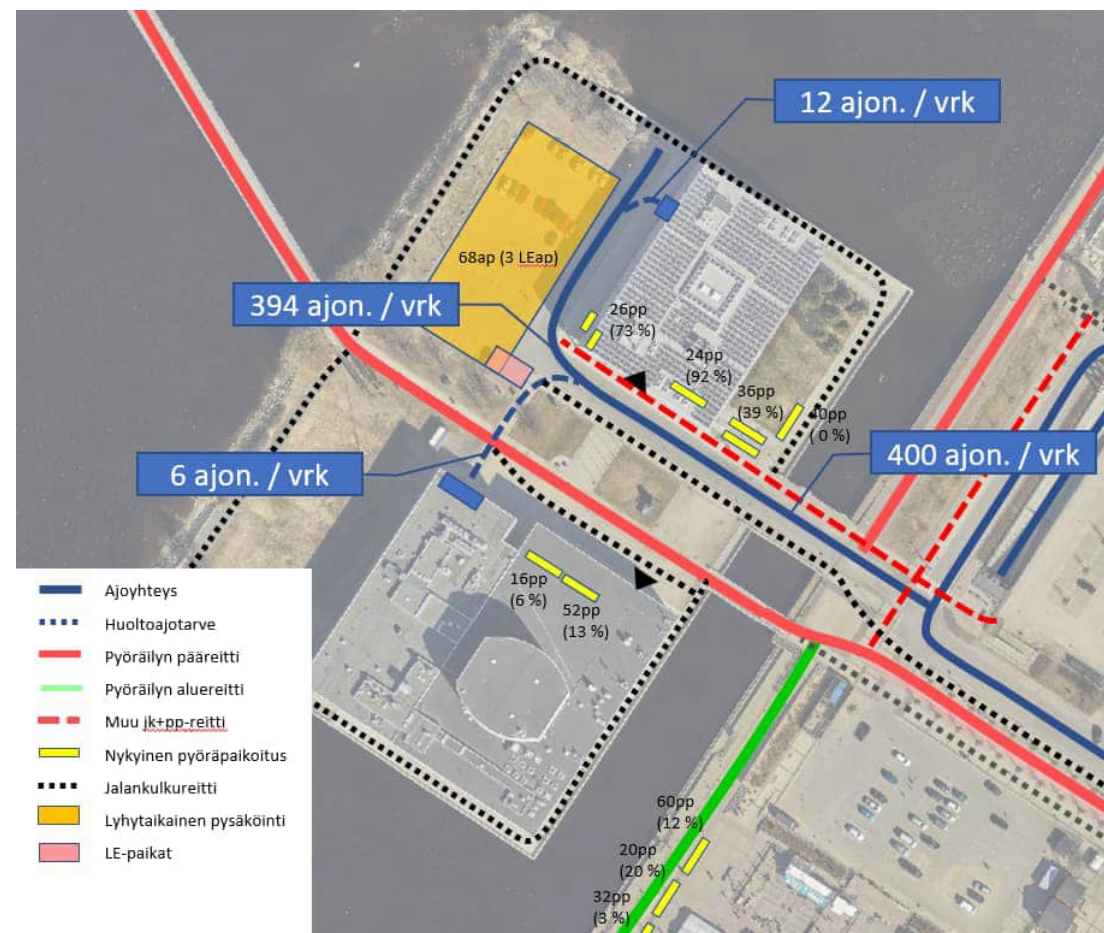 12 ajon. / vrk
68ap (3 LEap)
394 ajon. / vrk
26pp
(73 %)
24pp
(92 %)
36pp
(39 %)
40pp
( 0 %)
400 ajon. / vrk
6 ajon. / vrk
16pp
(6 %)
52pp
(13 %)
60pp
(12 %)
20pp
(20 %)
32pp
(3 %)
Ajoyhteys
Huoltoajotarve
Pyöräilyn pääreitti
Pyöräilyn aluereitti
Muu jk+pp-reitti
Nykyinen pyöräpaikoitus
Jalankulkureitti
Lyhytaikainen pysäköinti
LE-paikat